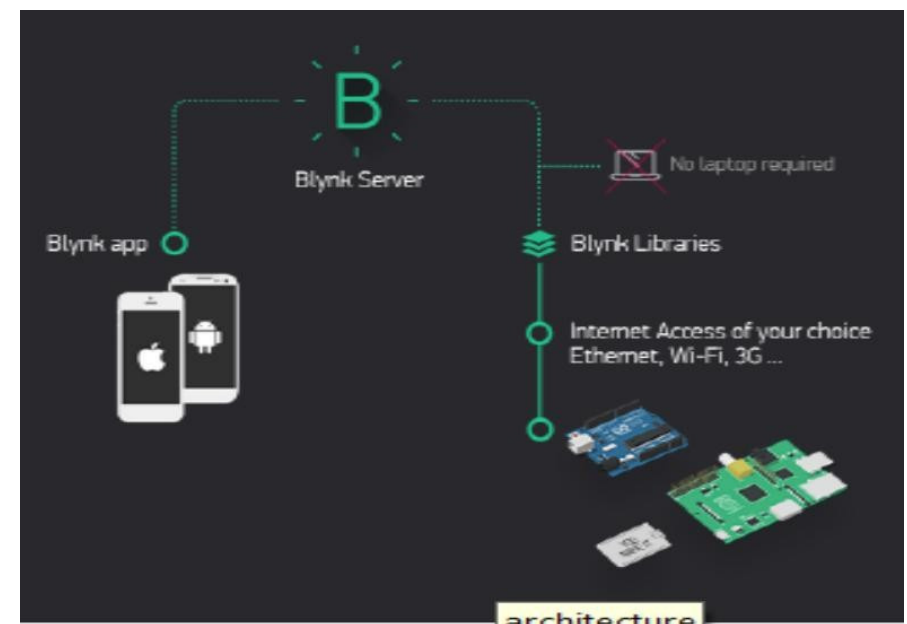 B
Blynk Server
No laptop required
Blynk app
Blynk Libraries
Internet Access of your choice
Ethernet, Wi-Fi, 3G ...
architecture